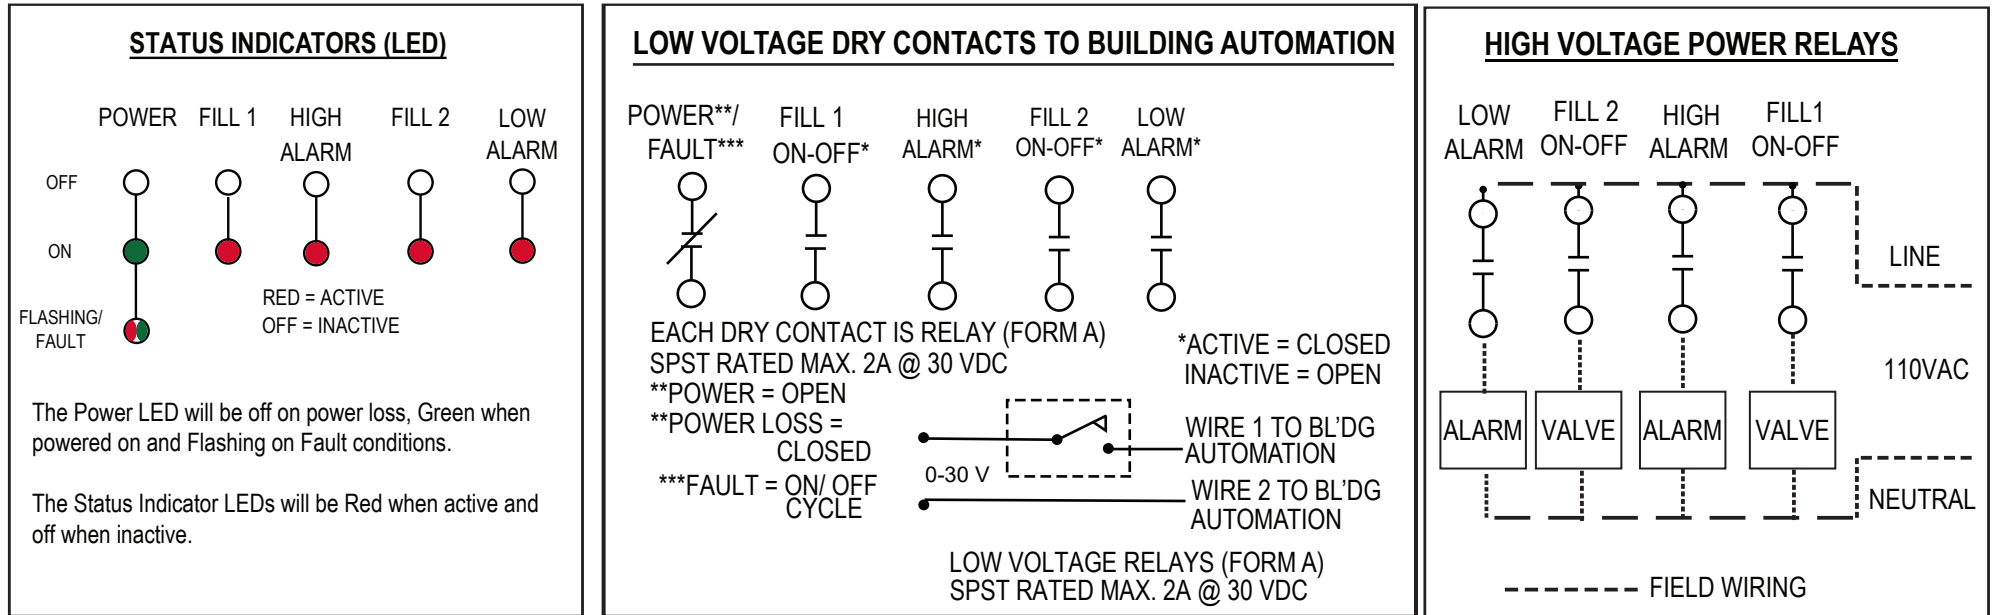 STATUS INDICATORS (LED)
POWER FILL 1 HIGH ALARM FILL 2 LOW ALARM
OFF
ON
FLASHING/
FAULT
RED = ACTIVE
OFF = INACTIVE
The Power LED will be off on power loss, Green when
powered on and Flashing on Fault conditions.
The Status Indicator LEDs will be Red when active and
off when inactive.
LOW VOLTAGE DRY CONTACTS TO BUILDING AUTOMATION
POWER**/ FILL 1 HIGH FILL 2 LOW
FAULT*** ON-OFF* ALARM* ON-OFF* ALARM*
EACH DRY CONTACT IS RELAY (FORM A)
SPST RATED MAX. 2A @ 30 VDC
*ACTIVE = CLOSED
INACTIVE = OPEN
**POWER = OPEN
**POWER LOSS =
CLOSED
***FAULT = ON/ OFF
CYCLE
0-30 V
WIRE 1 TO BL'DG
AUTOMATION
WIRE 2 TO BL'DG
AUTOMATION
LOW VOLTAGE RELAYS (FORM A)
SPST RATED MAX. 2A @ 30 VDC
HIGH VOLTAGE POWER RELAYS
LOW FILL 2 HIGH FILL1
ALARM ON-OFF ALARM ON-OFF
LINE
110VAC
ALARM VALVE ALARM VALVE
NEUTRAL
FIELD WIRING